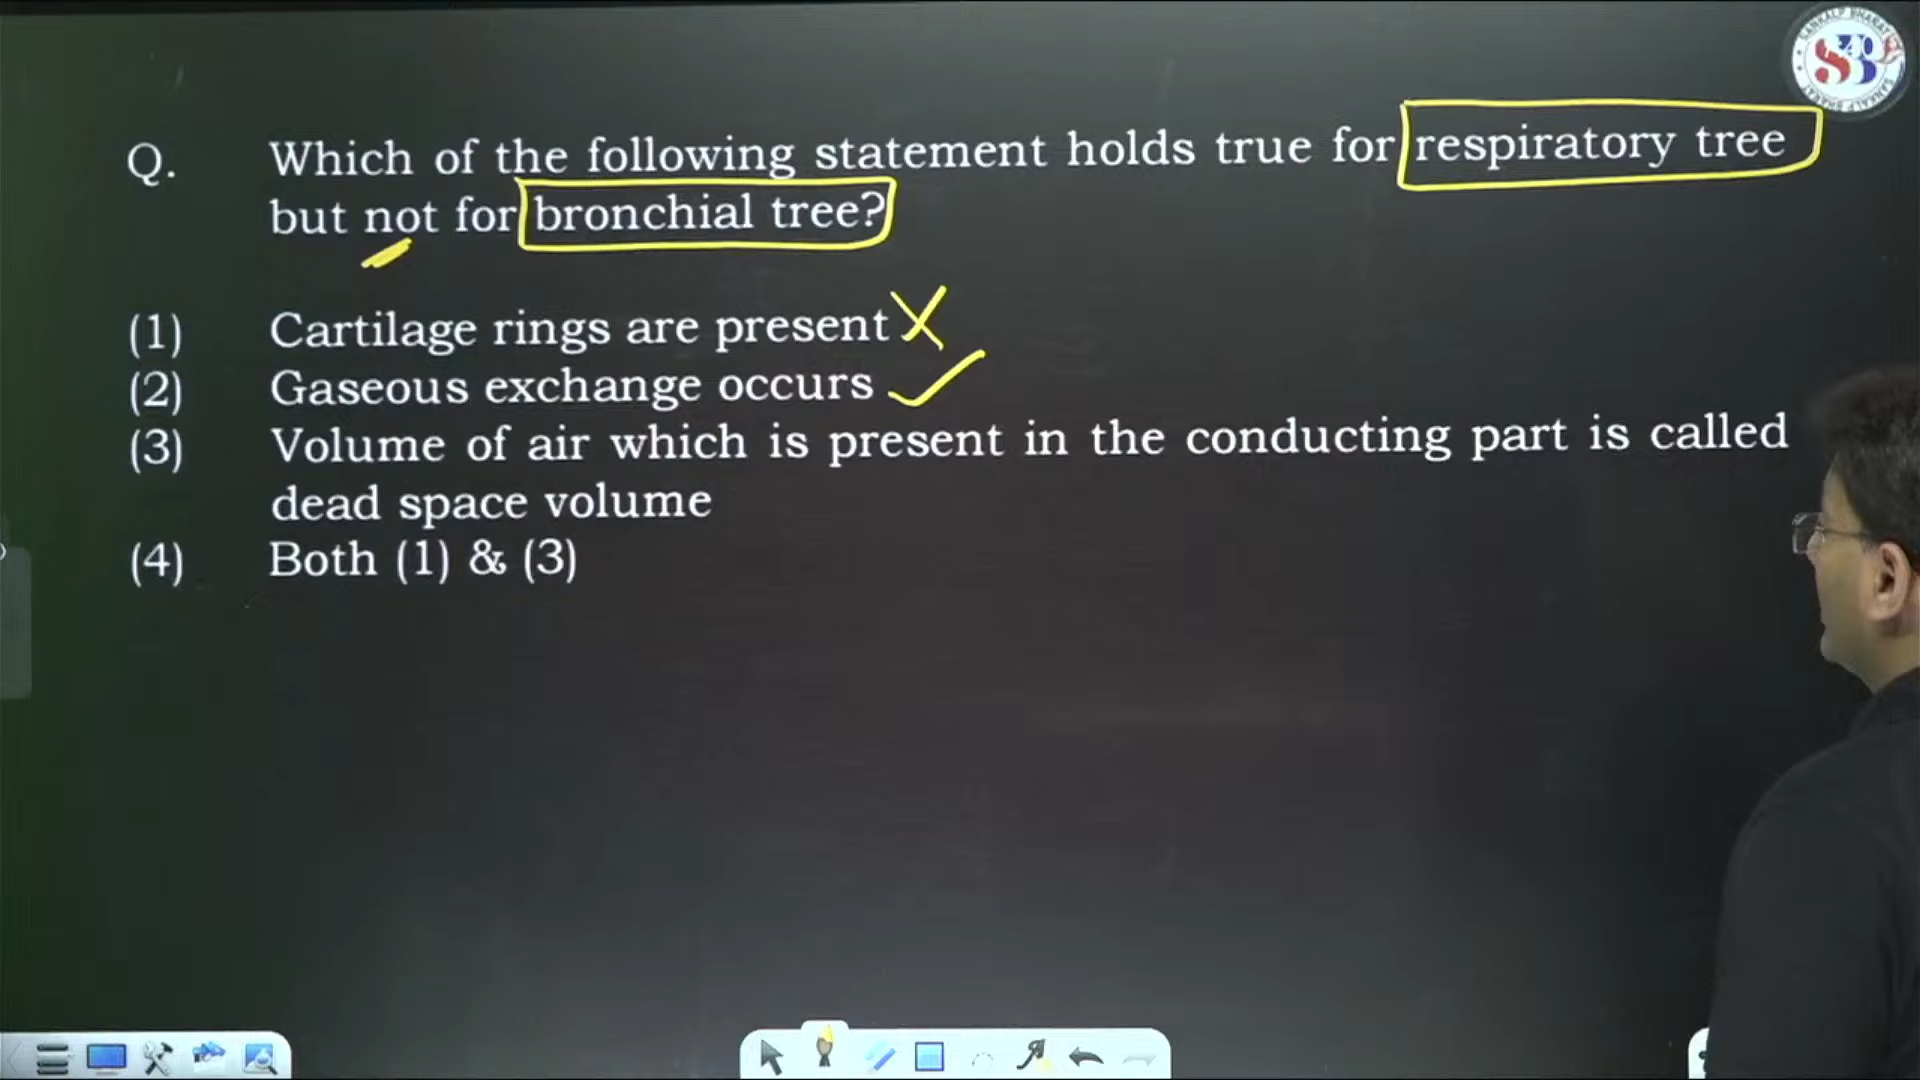 Q. Which of the following statement holds true for respiratory tree
but not for bronchial tree?
(1) Cartilage rings are present
(2) Gaseous exchange occurs
(3) Volume of air which is present in the conducting part is called
dead space volume
(4) Both (1) & (3)